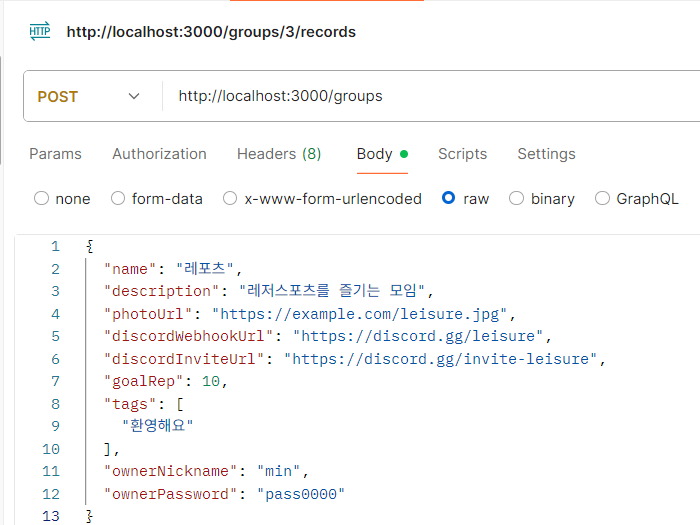 HTTP http://localhost:3000/groups/3/records
POST http://localhost:3000/groups
Params Authorization Headers (8) Body Scripts Settings
none form-data x-www-form-urlencoded raw binary GraphQL
1 {
2 "name": "레포츠",
3 "description": "레저스포츠를 즐기는 모임",
4 "photoUrl": "https://example.com/leisure.jpg",
5 "discordWebhookUrl": "https://discord.gg/leisure",
6 "discordInviteUrl": "https://discord.gg/invite-leisure",
7 "goalRep": 10,
8 "tags": [
9 "환영해요"
10 ],
11 "ownerNickname": "min",
12 "ownerPassword": "pass0000"
13 }